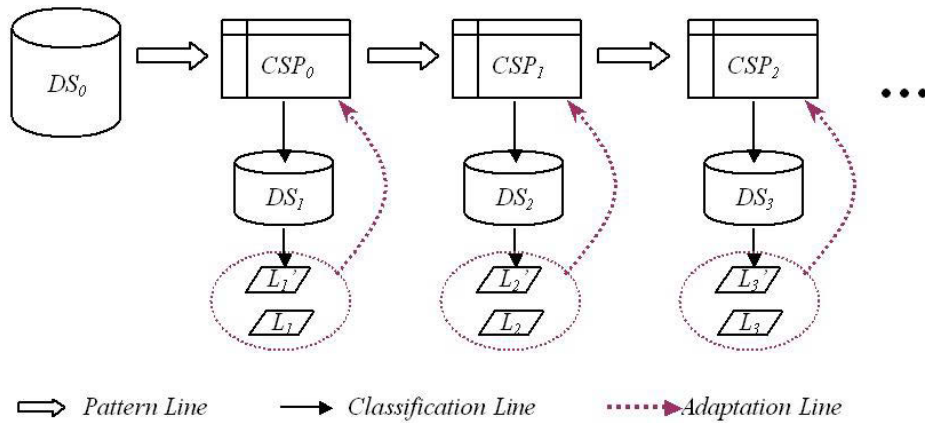 DS₀
CSP₀
CSP₁
CSP₂
...
DS₁
DS₂
DS₃
L₁'
L₂'
L₃'
L₁
L₂
L₃
Pattern Line
Classification Line
Adaptation Line